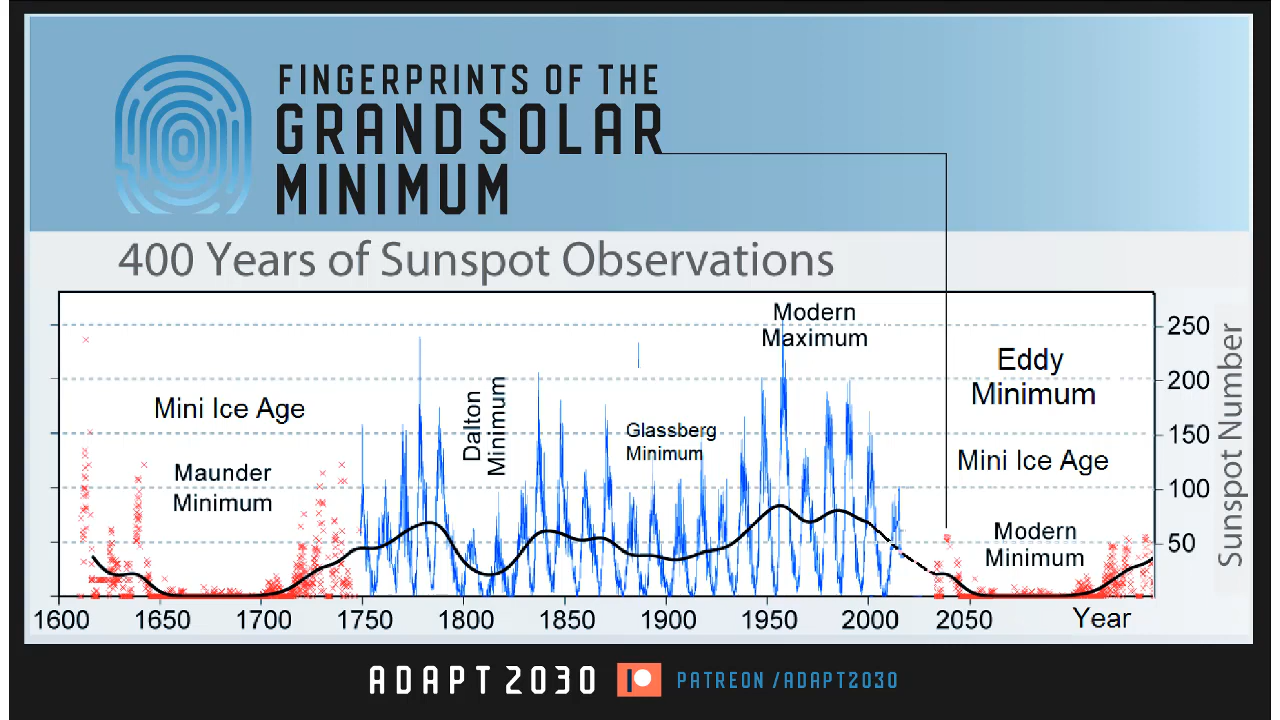 FINGERPRINTS OF THE
GRAND SOLAR
MINIMUM
400 Years of Sunspot Observations
Modern
Maximum
Eddy
Minimum
Mini Ice Age
Dalton
Minimum
Glassberg
Minimum
Mini Ice Age
Maunder
Minimum
Modern
Minimum
250
200
150
100
50
Sunspot Number
1600 1650 1700 1750 1800 1850 1900 1950 2000 2050 Year
ADAPT 2030 PATREON /ADAPT2030